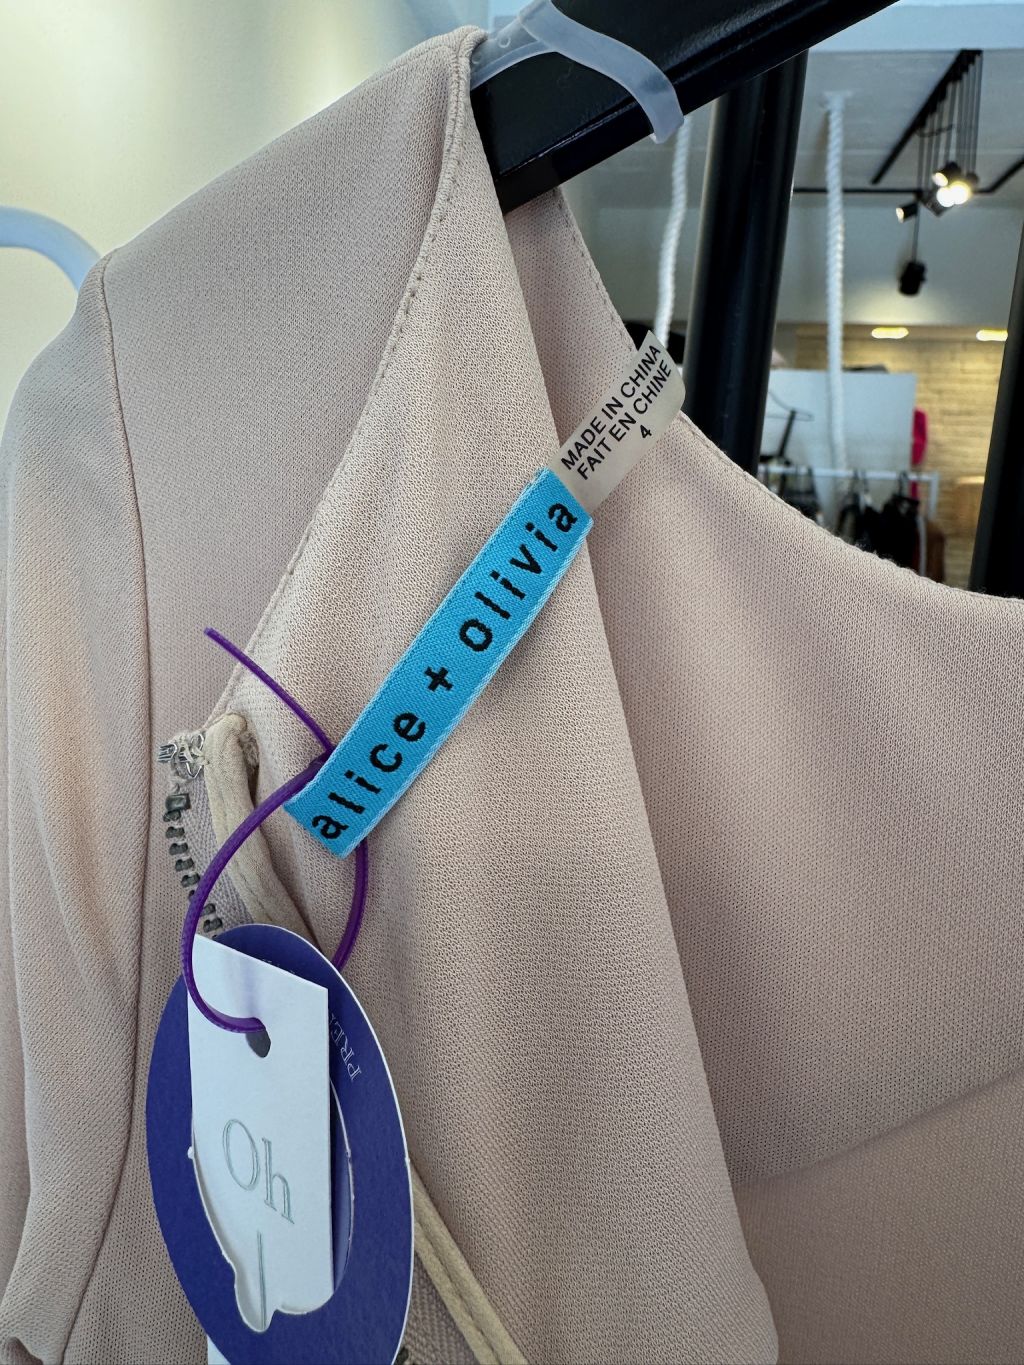 MADE IN CHINA
FAIT EN CHINE
4
alice + olivia
Oh